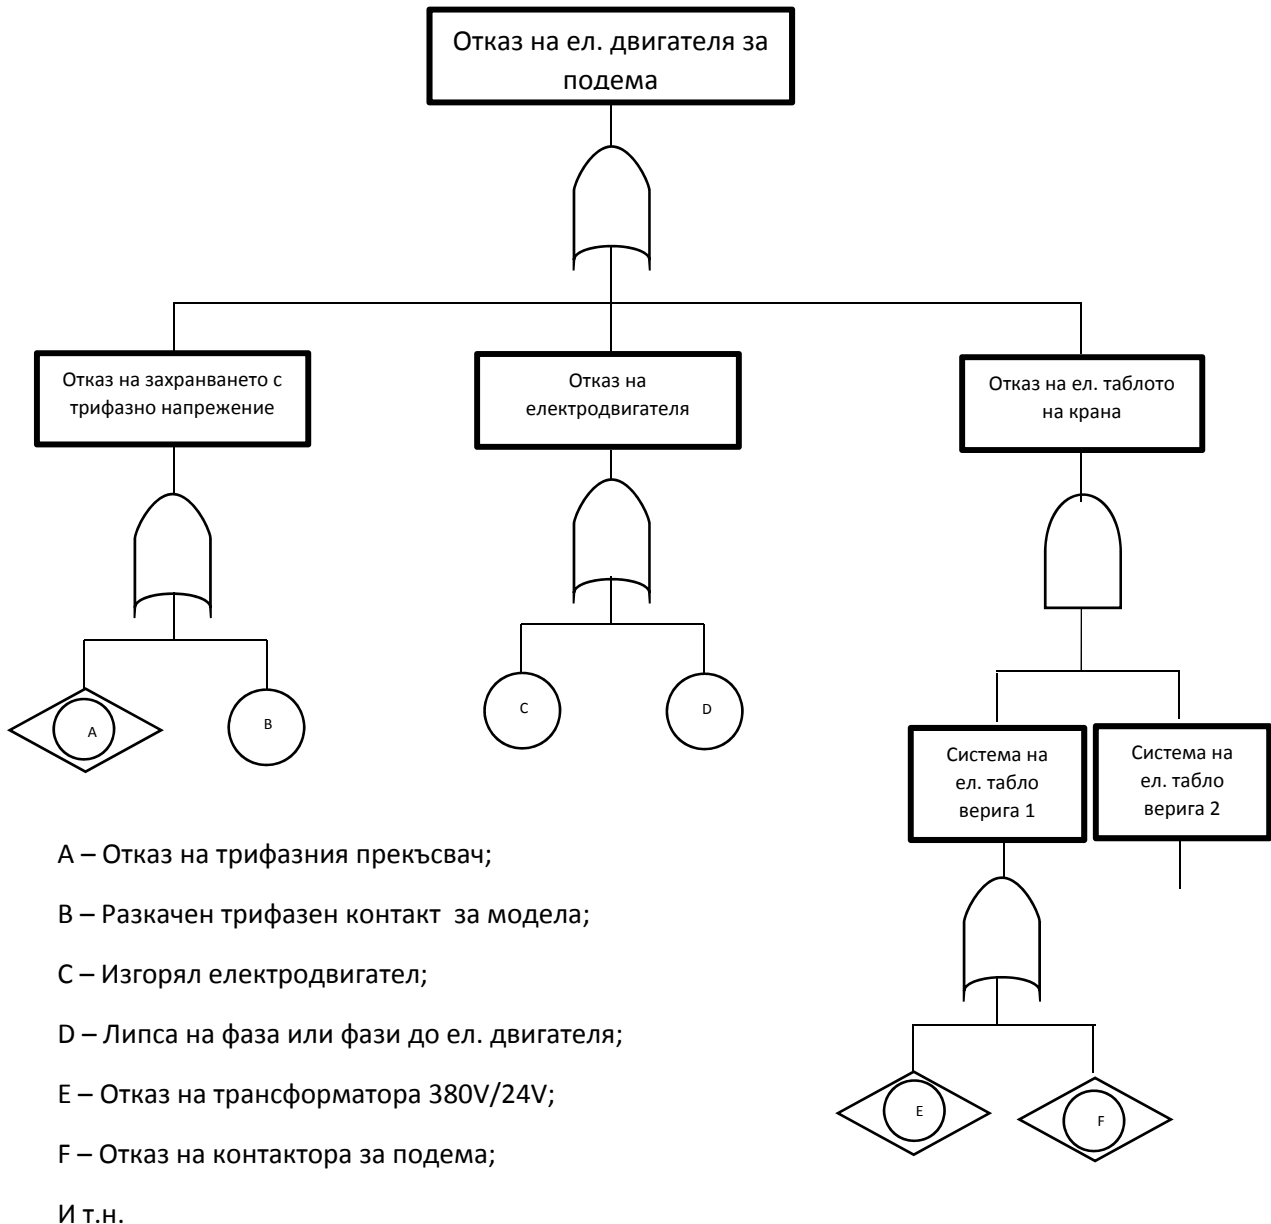 Отказ на ел. двигателя за
подема
Отказ на захранването с
трифазно напрежение
Отказ на
електродвигателя
Отказ на ел. таблото
на крана
A
B
C
D
Система на
ел. табло
верига 1
Система на
ел. табло
верига 2
E
F
A – Отказ на трифазния прекъсвач;
B – Разкачен трифазен контакт за модела;
C – Изгорял електродвигател;
D – Липса на фаза или фази до ел. двигателя;
E – Отказ на трансформатора 380V/24V;
F – Отказ на контактора за подема;
И т.н.